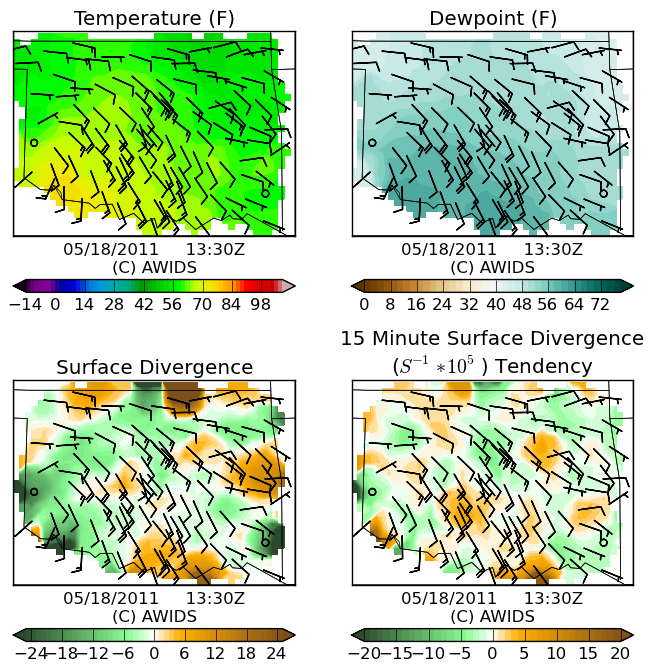 Temperature (F)
Dewpoint (F)
05/18/2011 13:30Z
05/18/2011 13:30Z
(C) AWIDS
(C) AWIDS
−14 0 14 28 42 56 70 84 98
0 8 16 24 32 40 48 56 64 72
Surface Divergence
15 Minute Surface Divergence
(S⁻¹ *10⁵ ) Tendency
05/18/2011 13:30Z
05/18/2011 13:30Z
(C) AWIDS
(C) AWIDS
−24 −18 −12 −6 0 6 12 18 24
−20 −15 −10 −5 0 5 10 15 20